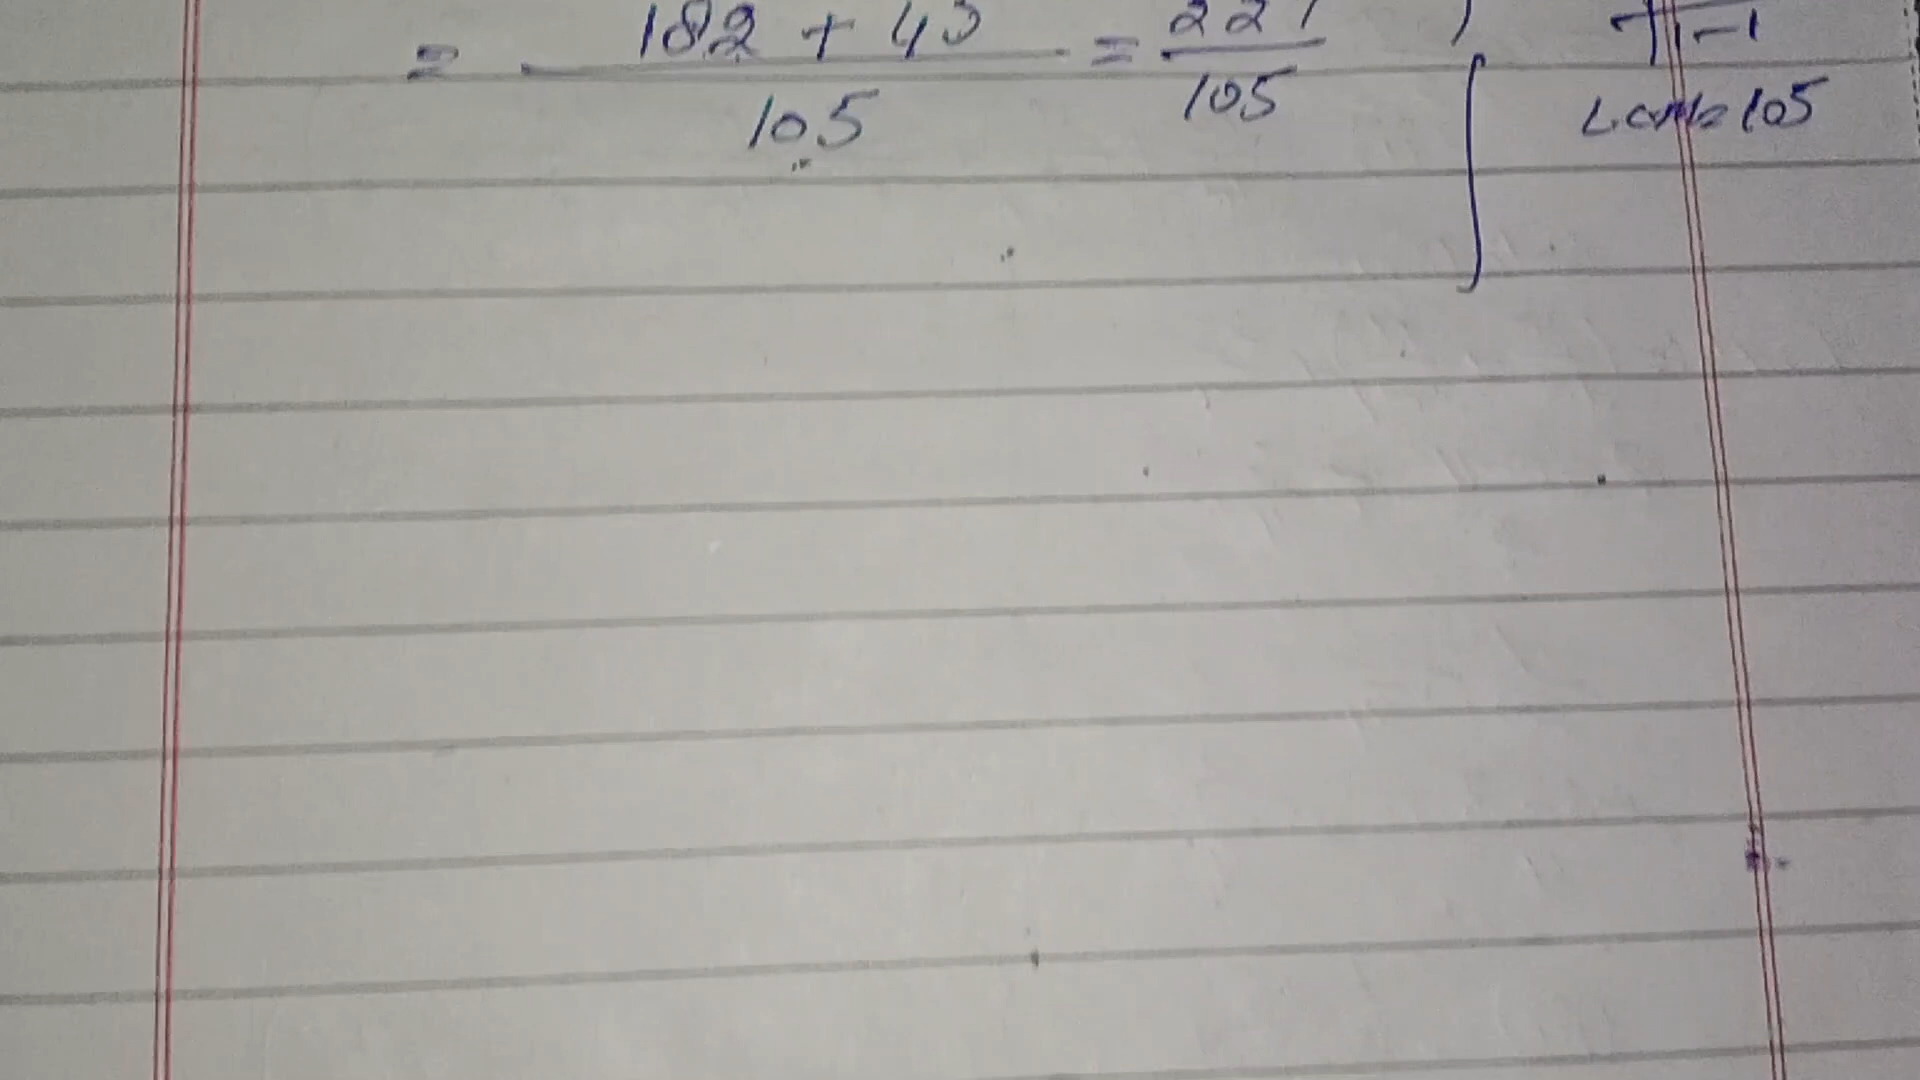 = 182 + 45 / 105 = 227 / 105
Lcm = 105